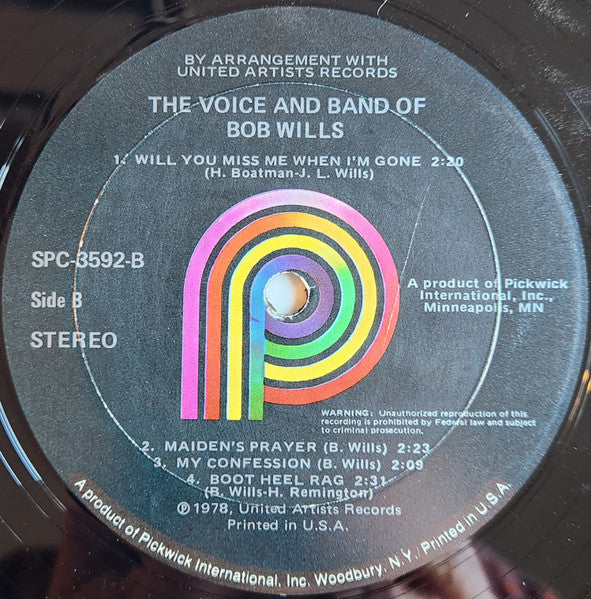 BY ARRANGEMENT WITH
UNITED ARTISTS RECORDS
THE VOICE AND BAND OF
BOB WILLS
1. WILL YOU MISS ME WHEN I'M GONE 2:20
(H. Boatman-J. L. Wills)
SPC-3592-B
Side B
STEREO
A product of Pickwick
International, Inc.,
Minneapolis, MN
WARNING: Unauthorized reproduction of this
recording is prohibited by Federal law and subject
to criminal prosecution.
2. MAIDEN'S PRAYER (B. Wills) 2:23
3. MY CONFESSION (B. Wills) 2:09
4. BOOT HEEL RAG 2:31
(B. Wills-H. Remington)
℗ 1978, United Artists Records
Printed in U.S.A.
A product of Pickwick International, Inc. Woodbury, N.Y. Printed in U.S.A.